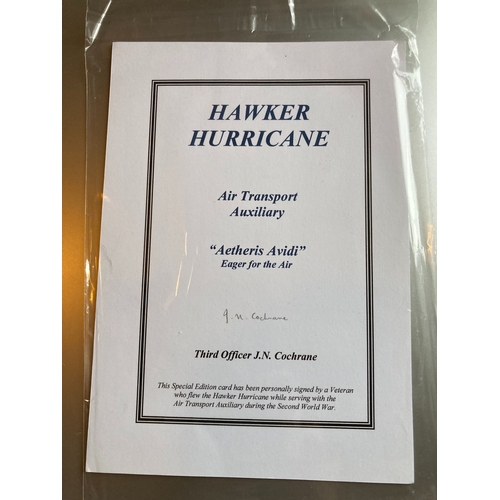 HAWKER
HURRICANE
Air Transport
Auxiliary
“Aetheris Avidi”
Eager for the Air
J. N. Cochrane
Third Officer J.N. Cochrane
This Special Edition card has been personally signed by a Veteran
who flew the Hawker Hurricane while serving with the
Air Transport Auxiliary during the Second World War.